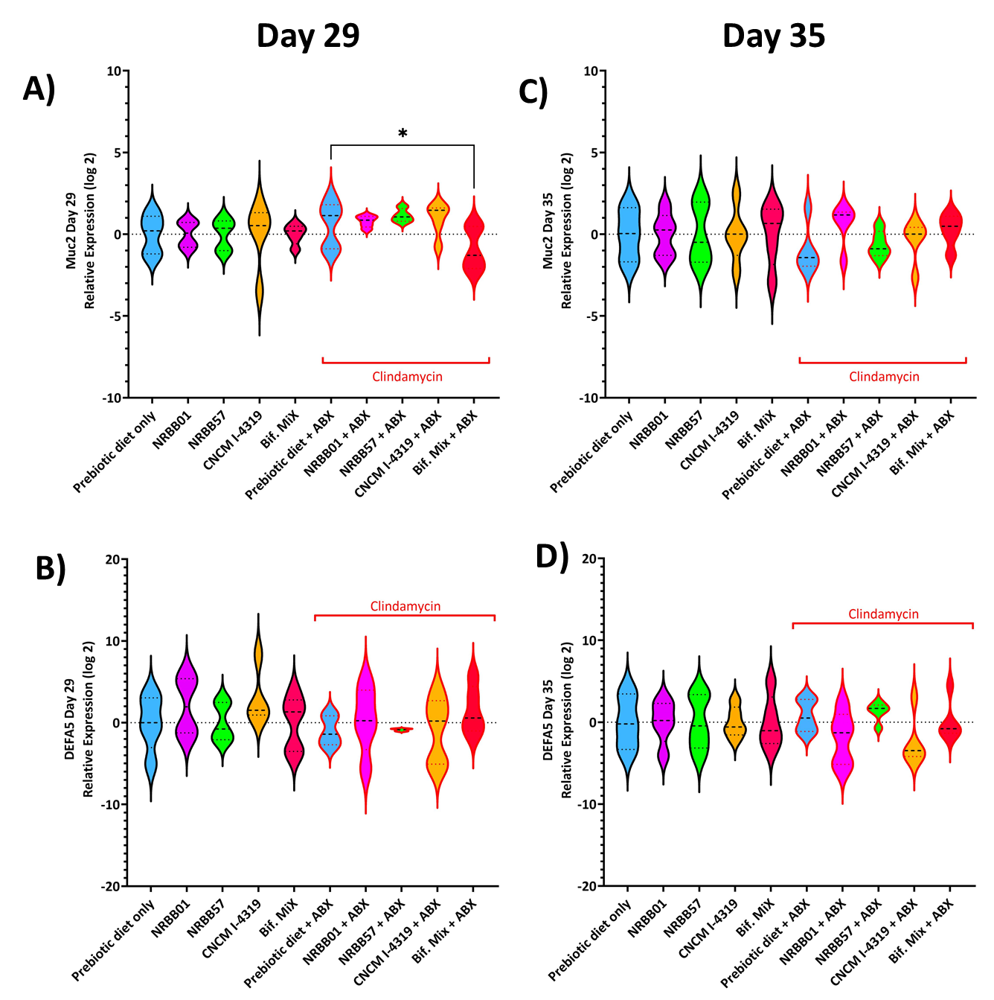 Day 29
Day 35
A)
10
5
0
-5
-10
Muc2 Day 29
Relative Expression (log 2)
*
Clindamycin
Prebiotic diet only
NRBB01
NRBB57
CNCM I-4319
Bif. MiX
Prebiotic diet + ABX
NRBB01 + ABX
NRBB57 + ABX
CNCM I-4319 + ABX
Bif. Mix + ABX
C)
10
5
0
-5
-10
Muc2 Day 35
Relative Expression (log 2)
Clindamycin
Prebiotic diet only
NRBB01
NRBB57
CNCM I-4319
Bif. MiX
Prebiotic diet + ABX
NRBB01 + ABX
NRBB57 + ABX
CNCM I-4319 + ABX
Bif. Mix + ABX
B)
20
10
0
-10
-20
DEFA5 Day 29
Relative Expression (log 2)
Clindamycin
Prebiotic diet only
NRBB01
NRBB57
CNCM I-4319
Bif. MiX
Prebiotic diet + ABX
NRBB01 + ABX
NRBB57 + ABX
CNCM I-4319 + ABX
Bif. Mix + ABX
D)
20
10
0
-10
-20
DEFA5 Day 35
Relative Expression (log 2)
Clindamycin
Prebiotic diet only
NRBB01
NRBB57
CNCM I-4319
Bif. MiX
Prebiotic diet + ABX
NRBB01 + ABX
NRBB57 + ABX
CNCM I-4319 + ABX
Bif. Mix + ABX